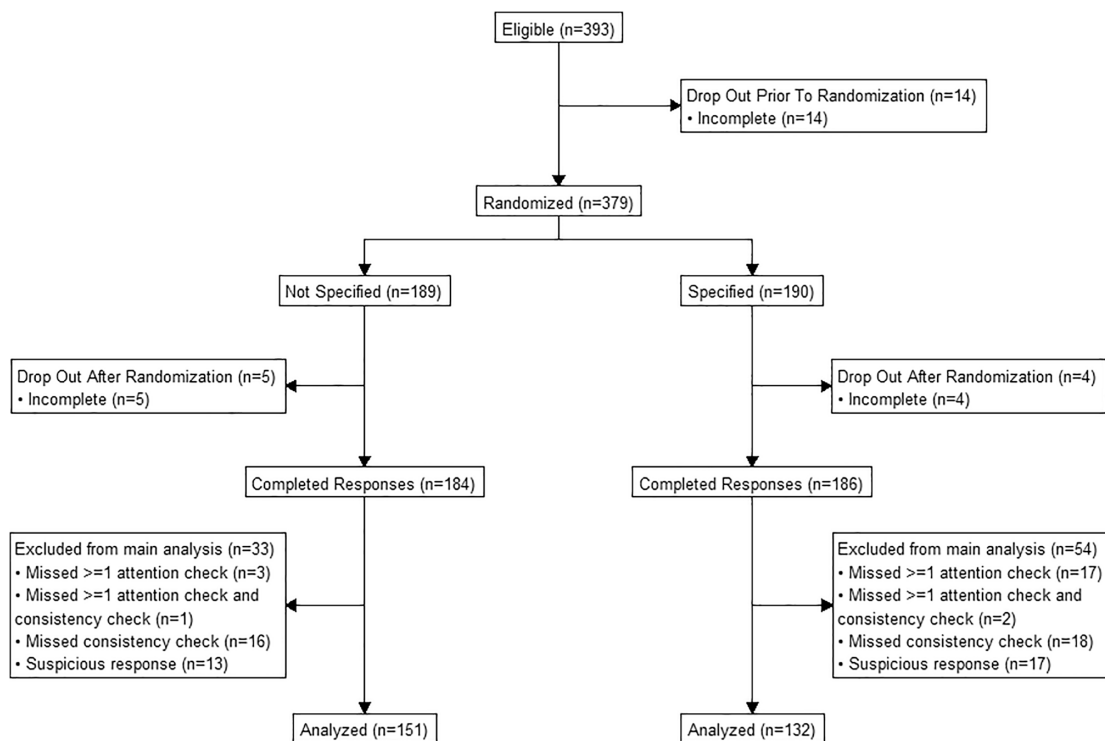 Eligible (n=393)
Drop Out Prior To Randomization (n=14)
• Incomplete (n=14)
Randomized (n=379)
Not Specified (n=189)
Specified (n=190)
Drop Out After Randomization (n=5)
• Incomplete (n=5)
Drop Out After Randomization (n=4)
• Incomplete (n=4)
Completed Responses (n=184)
Completed Responses (n=186)
Excluded from main analysis (n=33)
• Missed >=1 attention check (n=3)
• Missed >=1 attention check and
consistency check (n=1)
• Missed consistency check (n=16)
• Suspicious response (n=13)
Excluded from main analysis (n=54)
• Missed >=1 attention check (n=17)
• Missed >=1 attention check and
consistency check (n=2)
• Missed consistency check (n=18)
• Suspicious response (n=17)
Analyzed (n=151)
Analyzed (n=132)